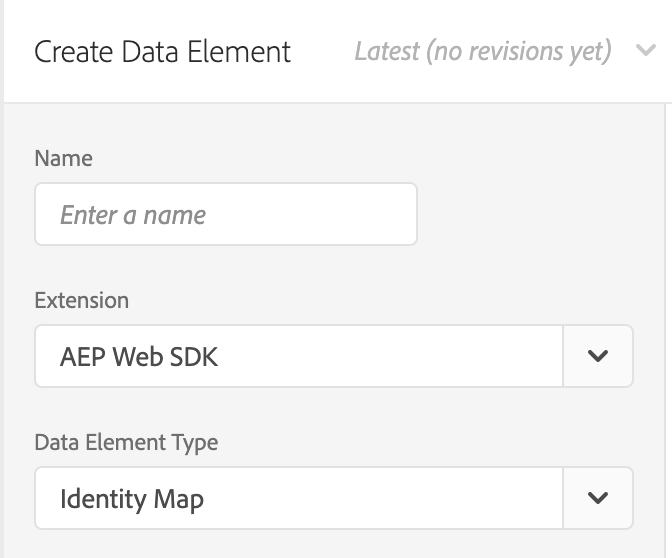 Create Data Element Latest (no revisions yet)
Name
Enter a name
Extension
AEP Web SDK
Data Element Type
Identity Map